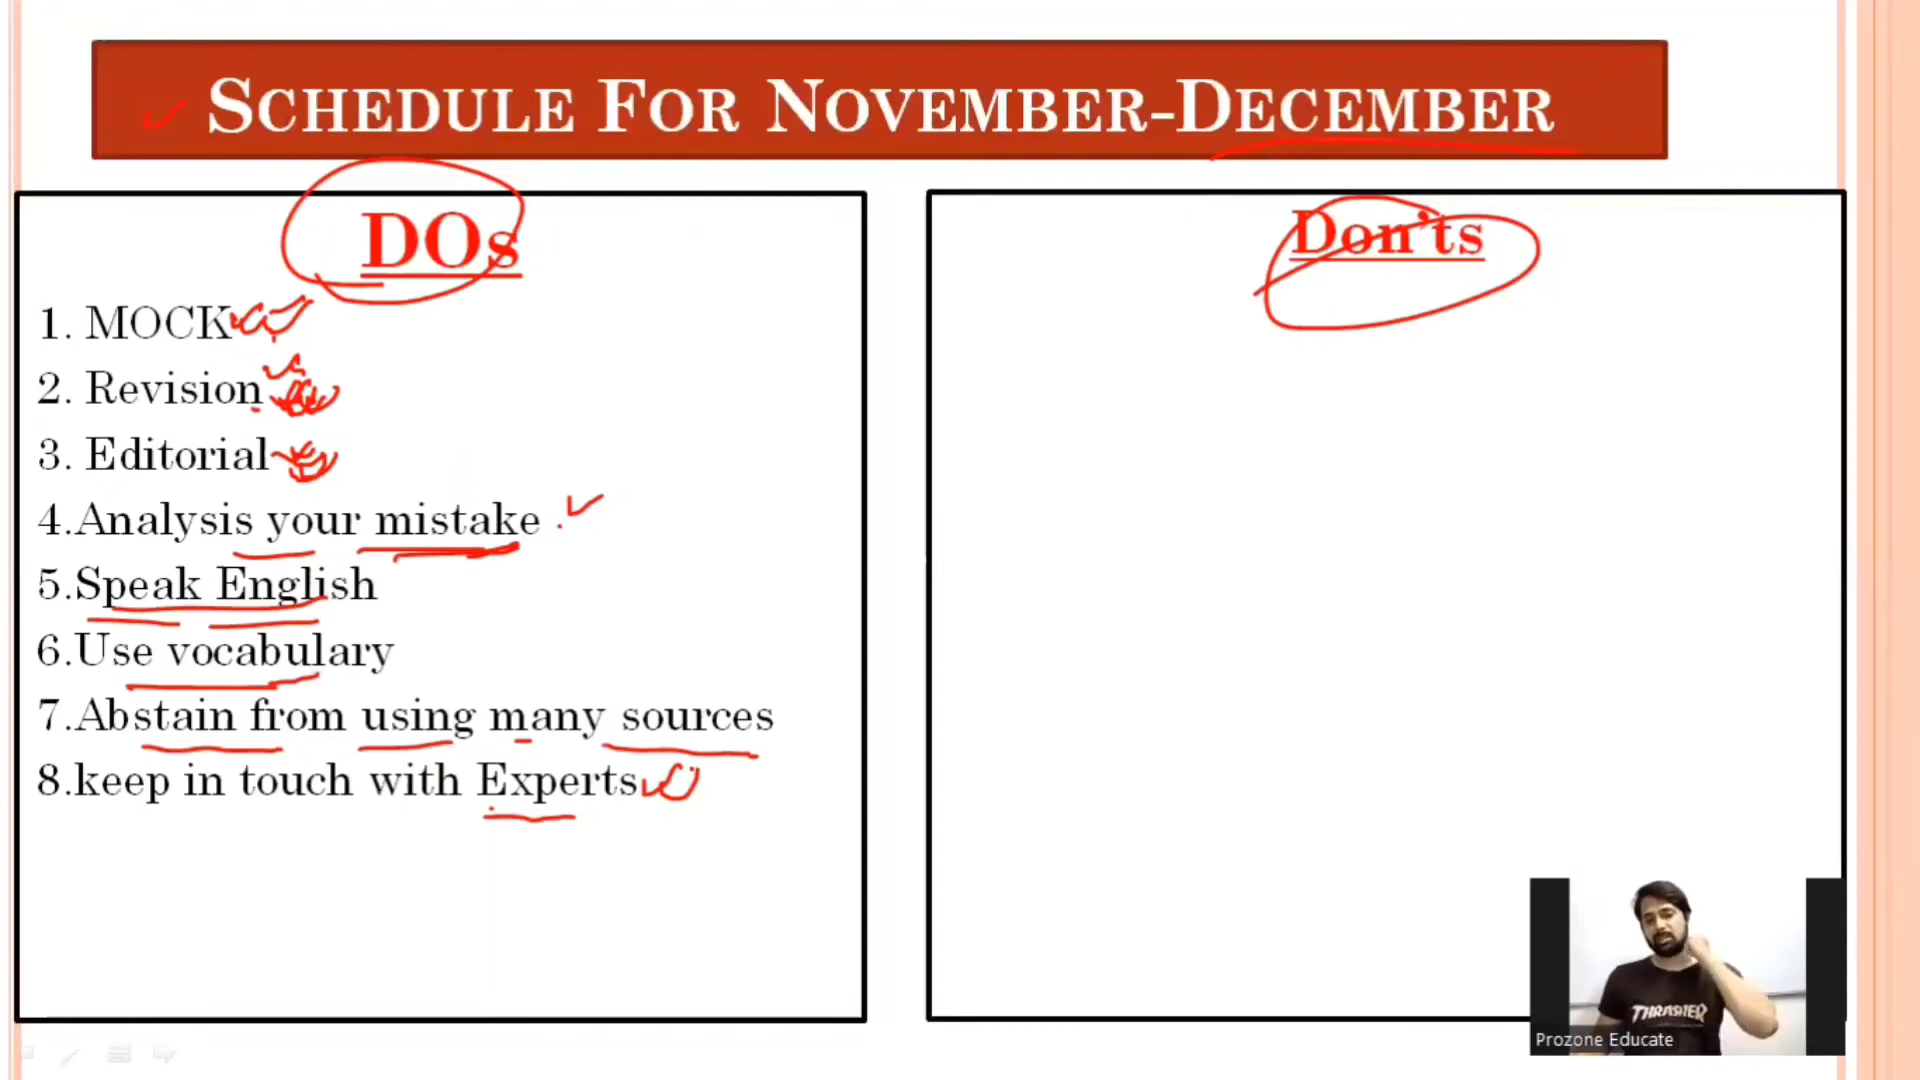 SCHEDULE FOR NOVEMBER-DECEMBER
DOs
1. MOCK
2. Revision
3. Editorial
4.Analysis your mistake .
5.Speak English
6.Use vocabulary
7.Abstain from using many sources
8.keep in touch with Experts
Don'ts
THRASHER
Prozone Educate